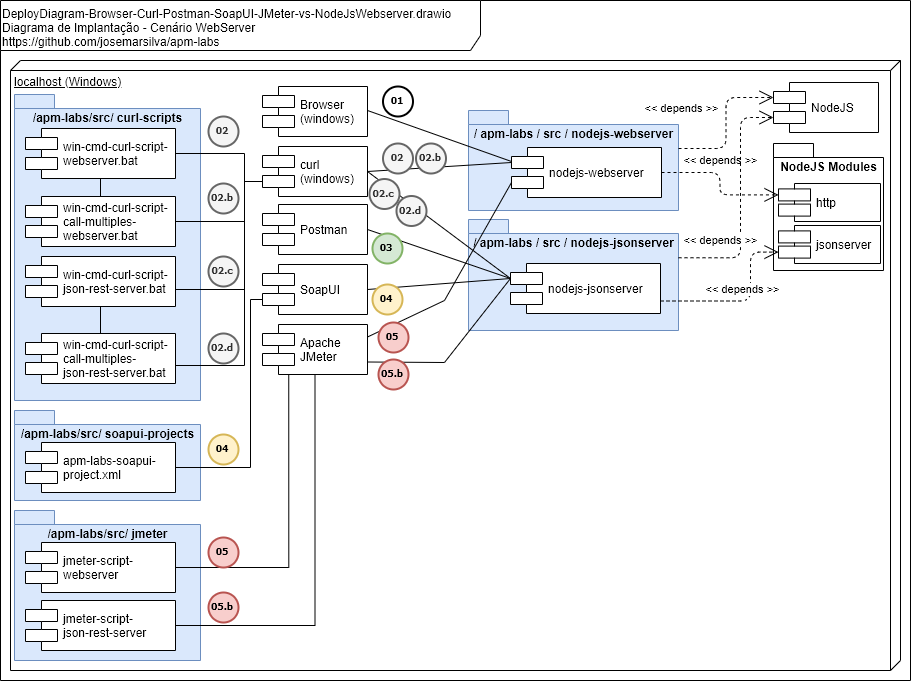 DeployDiagram-Browser-Curl-Postman-SoapUI-JMeter-vs-NodeJsWebserver.drawio
Diagrama de Implantação - Cenário WebServer
https://github.com/josemarsilva/apm-labs
localhost (Windows)
/apm-labs/src/ curl-scripts
win-cmd-curl-script-
webserver.bat
win-cmd-curl-script-
call-multiples-
webserver.bat
win-cmd-curl-script-
json-rest-server.bat
win-cmd-curl-script-
call-multiples-
json-rest-server.bat
02
02.b
02.c
02.d
/apm-labs/src/ soapui-projects
apm-labs-soapui-
project.xml
04
/apm-labs/src/ jmeter
jmeter-script-
webserver
jmeter-script-
json-rest-server
05
05.b
Browser
(windows)
curl
(windows)
Postman
SoapUI
Apache
JMeter
01
02
02.b
02.c
02.d
03
04
05
05.b
/ apm-labs / src / nodejs-webserver
nodejs-webserver
/apm-labs / src / nodejs-jsonserver
nodejs-jsonserver
<< depends >>
<< depends >>
<< depends >>
<< depends >>
NodeJS
NodeJS Modules
http
jsonserver